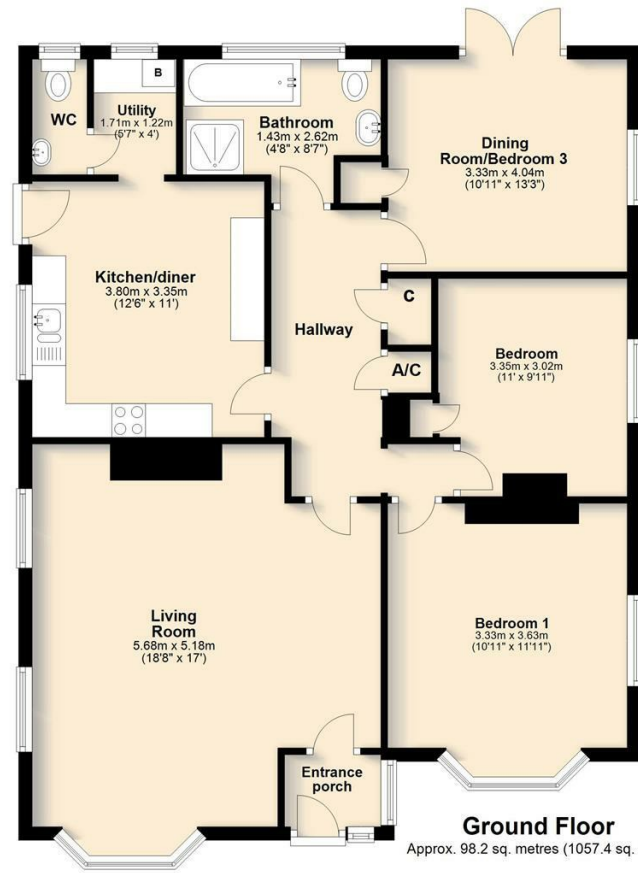 B
WC
Utility
1.71m x 1.22m
(5'7" x 4')
Bathroom
1.43m x 2.62m
(4'8" x 8'7")
Dining
Room/Bedroom 3
3.33m x 4.04m
(10'11" x 13'3")
Kitchen/diner
3.80m x 3.35m
(12'6" x 11')
Hallway
C
A/C
Bedroom
3.35m x 3.02m
(11' x 9'11")
Living
Room
5.68m x 5.18m
(18'8" x 17')
Bedroom 1
3.33m x 3.63m
(10'11" x 11'11")
Entrance
porch
Ground Floor
Approx. 98.2 sq. metres (1057.4 sq.